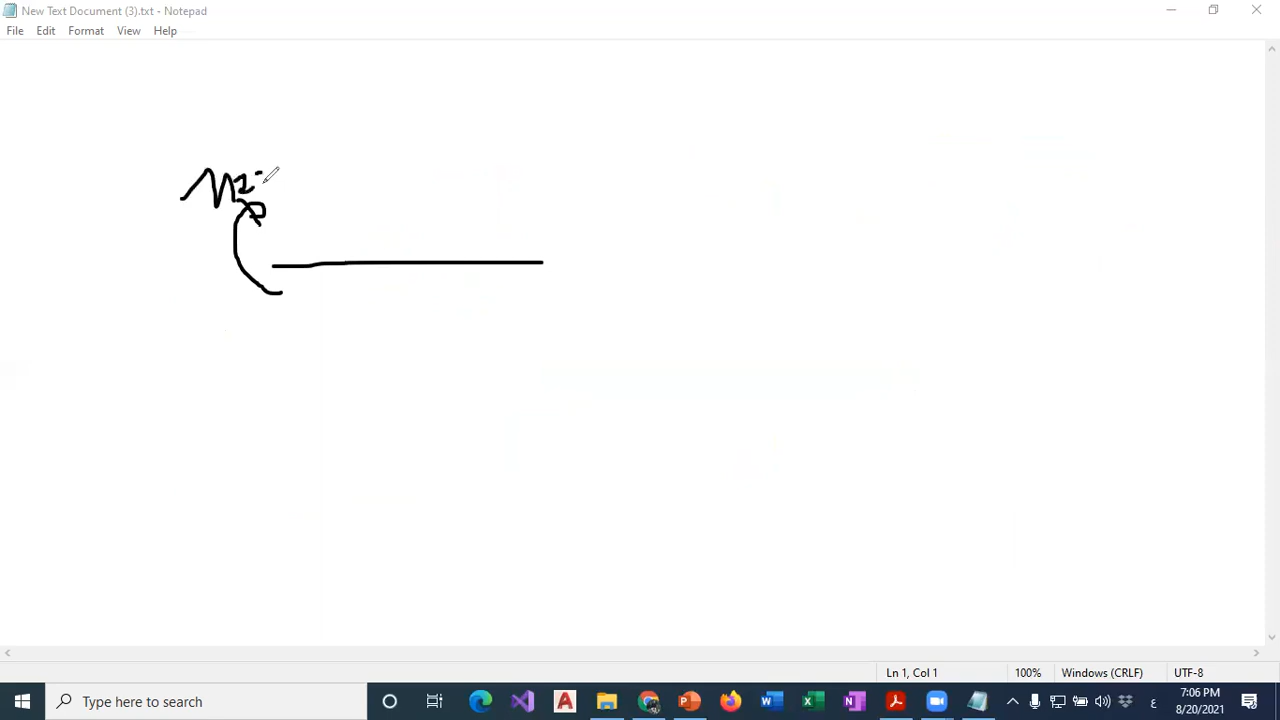 New Text Document (3).txt - Notepad
File Edit Format View Help
Ln 1, Col 1 100% Windows (CRLF) UTF-8
Type here to search
ع
7:06 PM
8/20/2021